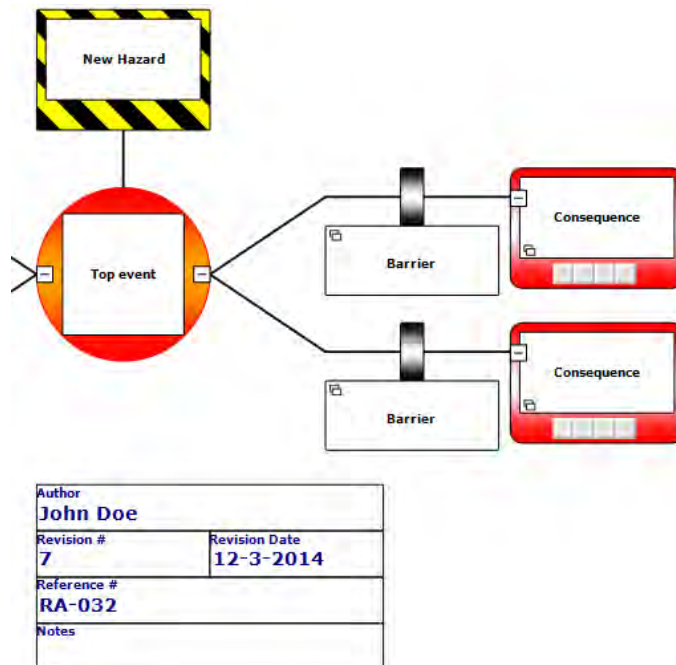 New Hazard
Top event
Barrier
Consequence
Barrier
Consequence
Author
John Doe
Revision #
7
Revision Date
12-3-2014
Reference #
RA-032
Notes